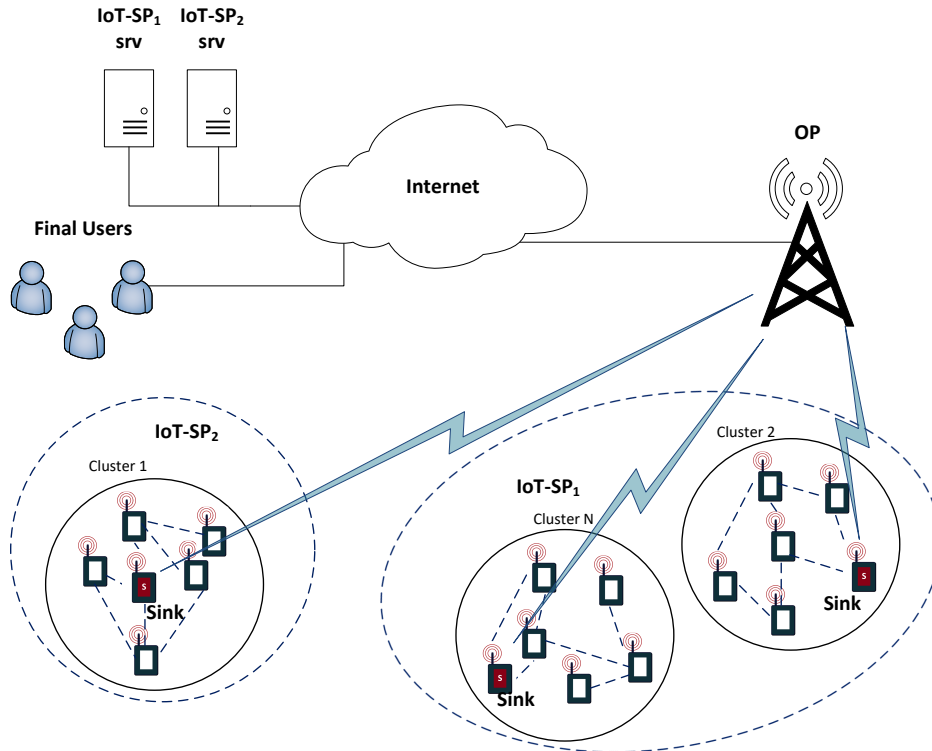 IoT-SP₁
srv
IoT-SP₂
srv
OP
Internet
Final Users
IoT-SP₂
Cluster 1
S
Sink
IoT-SP₁
Cluster N
S
Sink
Cluster 2
S
Sink